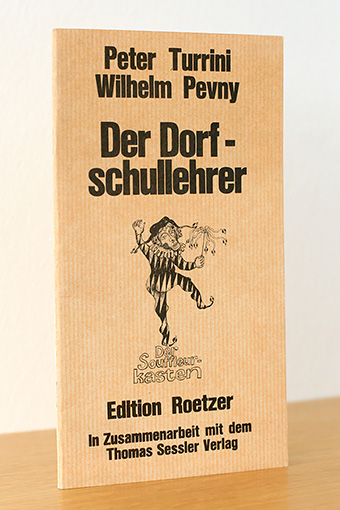 Peter Turrini
Wilhelm Pevny
Der Dorf-
schullehrer
Der
Souffleur-
kasten
Edition Roetzer
In Zusammenarbeit mit dem
Thomas Sessler Verlag